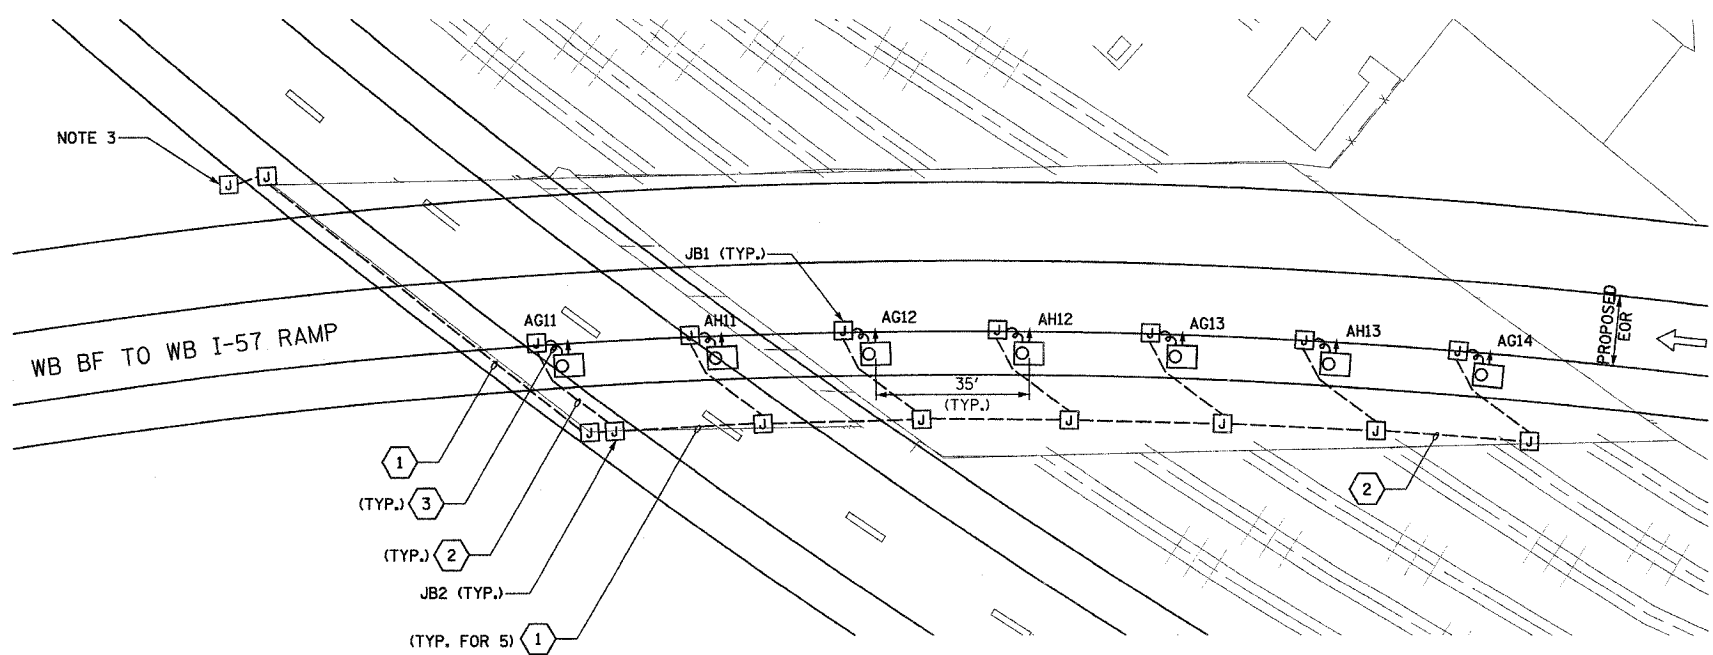 NOTE 3
J
J
JB1 (TYP.)
AG11
AH11
AG12
AH12
AG13
AH13
AG14
PROPOSED
EOR
WB BF TO WB I-57 RAMP
J
J
J
J
J
J
J
35'
(TYP.)
J
J
J
J
J
J
J
J
1
(TYP.) 3
2
(TYP.) 2
JB2 (TYP.)
(TYP. FOR 5) 1